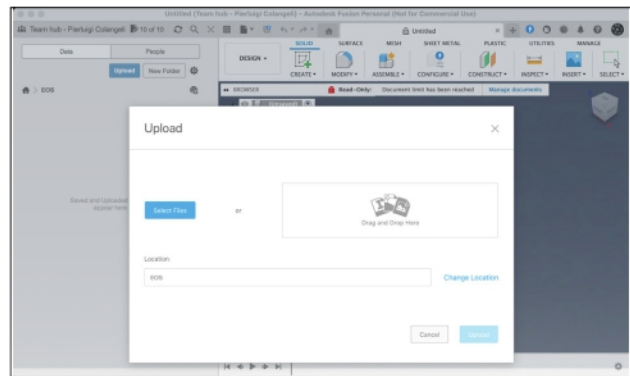 Untitled (Team hub - Pierluigi Colangeli) - Autodesk Fusion Personal (Not for Commercial Use)
Team hub - Pierluigi Colangeli 10 of 10 Untitled
Data People
SOLID SURFACE MESH SHEET METAL PLASTIC UTILITIES MANAGE
DESIGN
Upload New Folder
CREATE MODIFY ASSEMBLE CONFIGURE CONSTRUCT INSPECT INSERT SELECT
> EOS
BROWSER Read-Only: Document limit has been reached Manage documents
Upload
Saved and Uploaded
appear here
Select Files or
Drag and Drop Here
Location
EOS Change Location
Cancel Upload